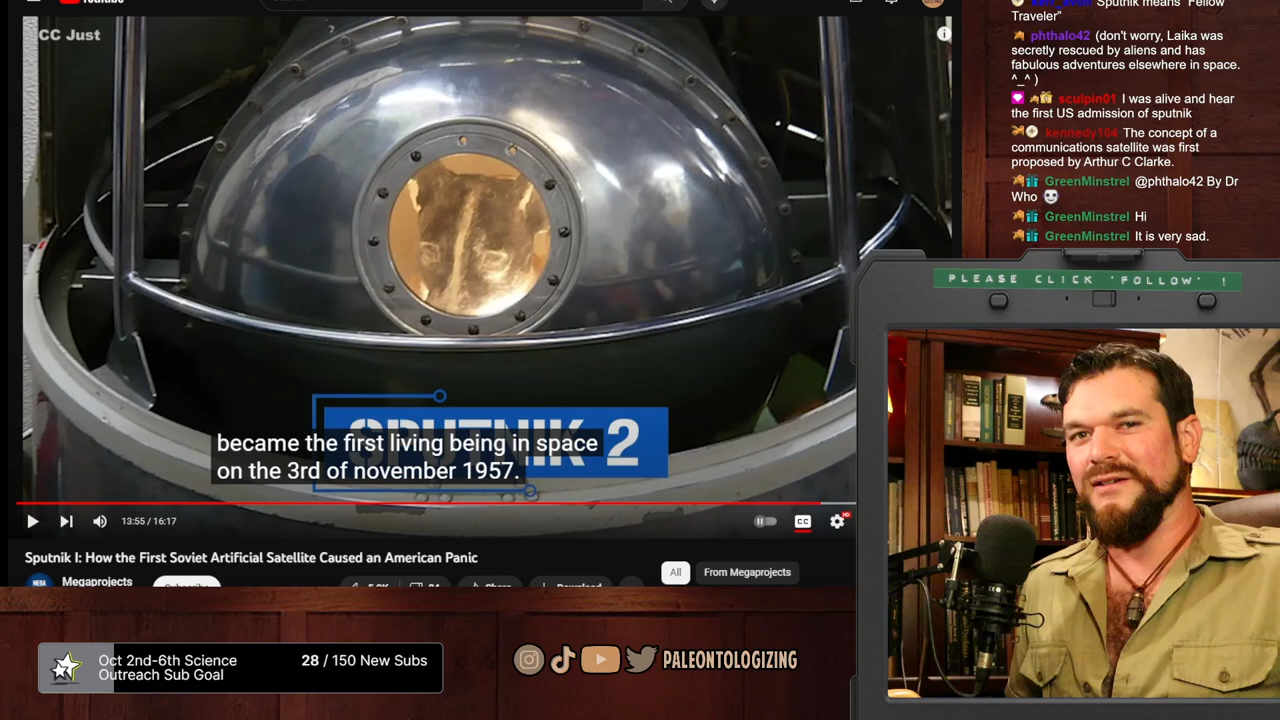 CC Just
SPUTNIK 2
became the first living being in space
on the 3rd of november 1957.
13:55 / 16:17
CC
HD
Sputnik I: How the First Soviet Artificial Satellite Caused an American Panic
Megaprojects
Subscribe
Share
Download
All
From Megaprojects
Sputnik means "Fellow
Traveler"
phthalo42 (don't worry, Laika was
secretly rescued by aliens and has
fabulous adventures elsewhere in space.
^_^ )
sculpin01 I was alive and hear
the first US admission of sputnik
kennedy104 The concept of a
communications satellite was first
proposed by Arthur C Clarke.
GreenMinstrel @phthalo42 By Dr
Who
GreenMinstrel Hi
GreenMinstrel It is very sad.
PLEASE CLICK 'FOLLOW' !
Oct 2nd-6th Science
Outreach Sub Goal
28 / 150 New Subs
PALEONTOLOGIZING